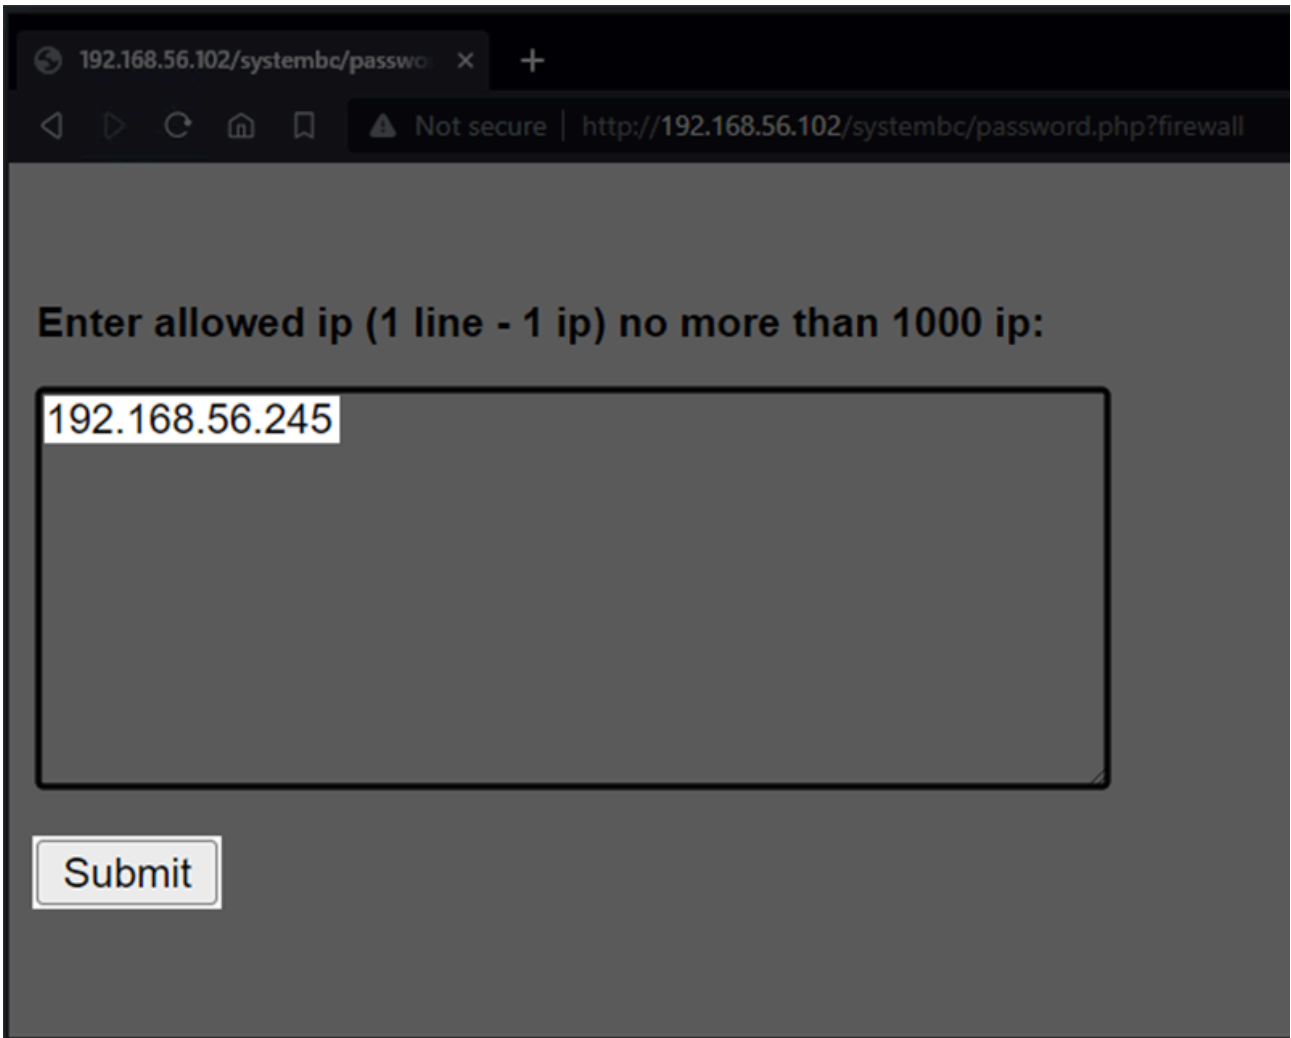 192.168.56.102/systembc/passwo
Not secure | http://192.168.56.102/systembc/password.php?firewall
Enter allowed ip (1 line - 1 ip) no more than 1000 ip:
192.168.56.245
Submit